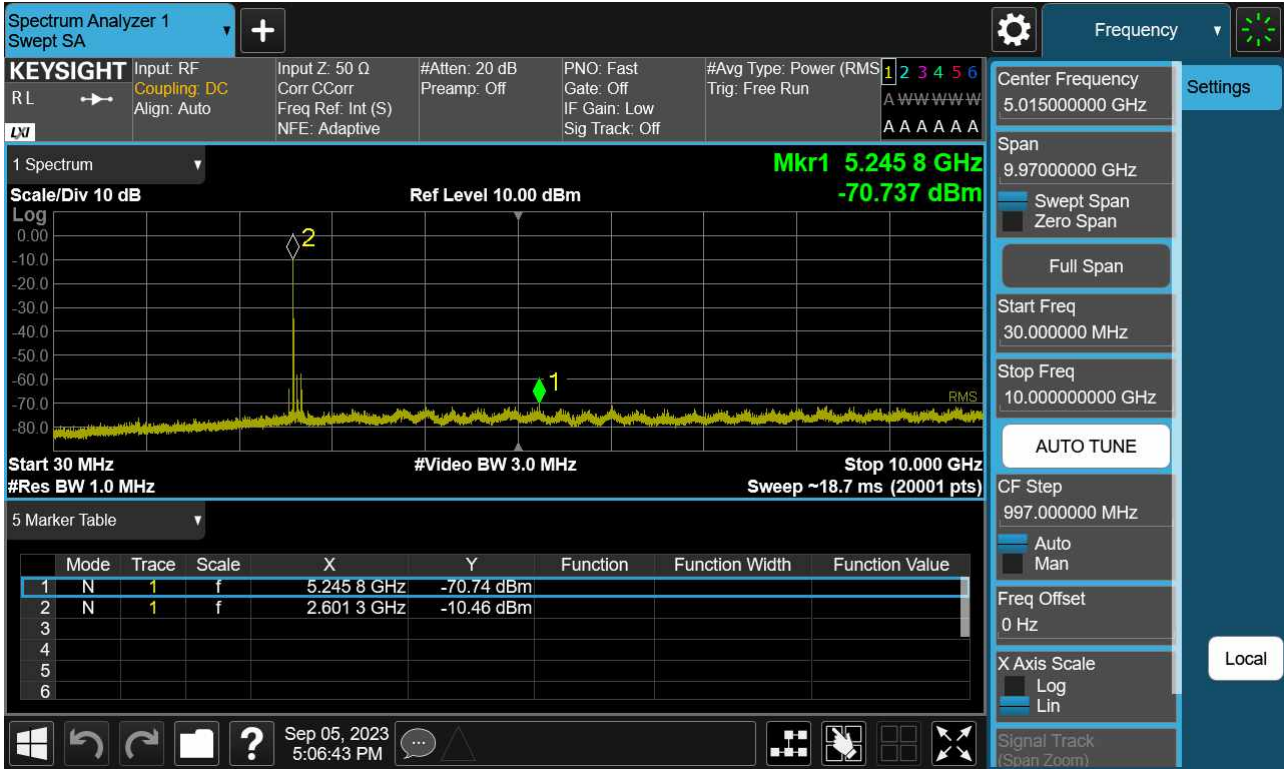 Spectrum Analyzer 1
Swept SA
+
Frequency
KEYSIGHT
R L
LXI
Input: RF
Coupling: DC
Align: Auto
Input Z: 50 Ω
Corr CCorr
Freq Ref: Int (S)
NFE: Adaptive
#Atten: 20 dB
Preamp: Off
PNO: Fast
Gate: Off
IF Gain: Low
Sig Track: Off
#Avg Type: Power (RMS
Trig: Free Run
1 2 3 4 5 6
A W W W W W
A A A A A A
1 Spectrum
Mkr1 5.245 8 GHz
-70.737 dBm
Scale/Div 10 dB
Ref Level 10.00 dBm
Log
0.00
-10.0
-20.0
-30.0
-40.0
-50.0
-60.0
-70.0
-80.0
2
1
RMS
Start 30 MHz
#Video BW 3.0 MHz
Stop 10.000 GHz
#Res BW 1.0 MHz
Sweep ~18.7 ms (20001 pts)
5 Marker Table
Mode Trace Scale X Y Function Function Width Function Value
1 N 1 f 5.245 8 GHz -70.74 dBm
2 N 1 f 2.601 3 GHz -10.46 dBm
3
4
5
6
?
Sep 05, 2023
5:06:43 PM
Center Frequency
5.015000000 GHz
Span
9.97000000 GHz
Swept Span
Zero Span
Full Span
Start Freq
30.000000 MHz
Stop Freq
10.000000000 GHz
AUTO TUNE
CF Step
997.000000 MHz
Auto
Man
Freq Offset
0 Hz
X Axis Scale
Log
Lin
Signal Track
(Span Zoom)
Settings
Local